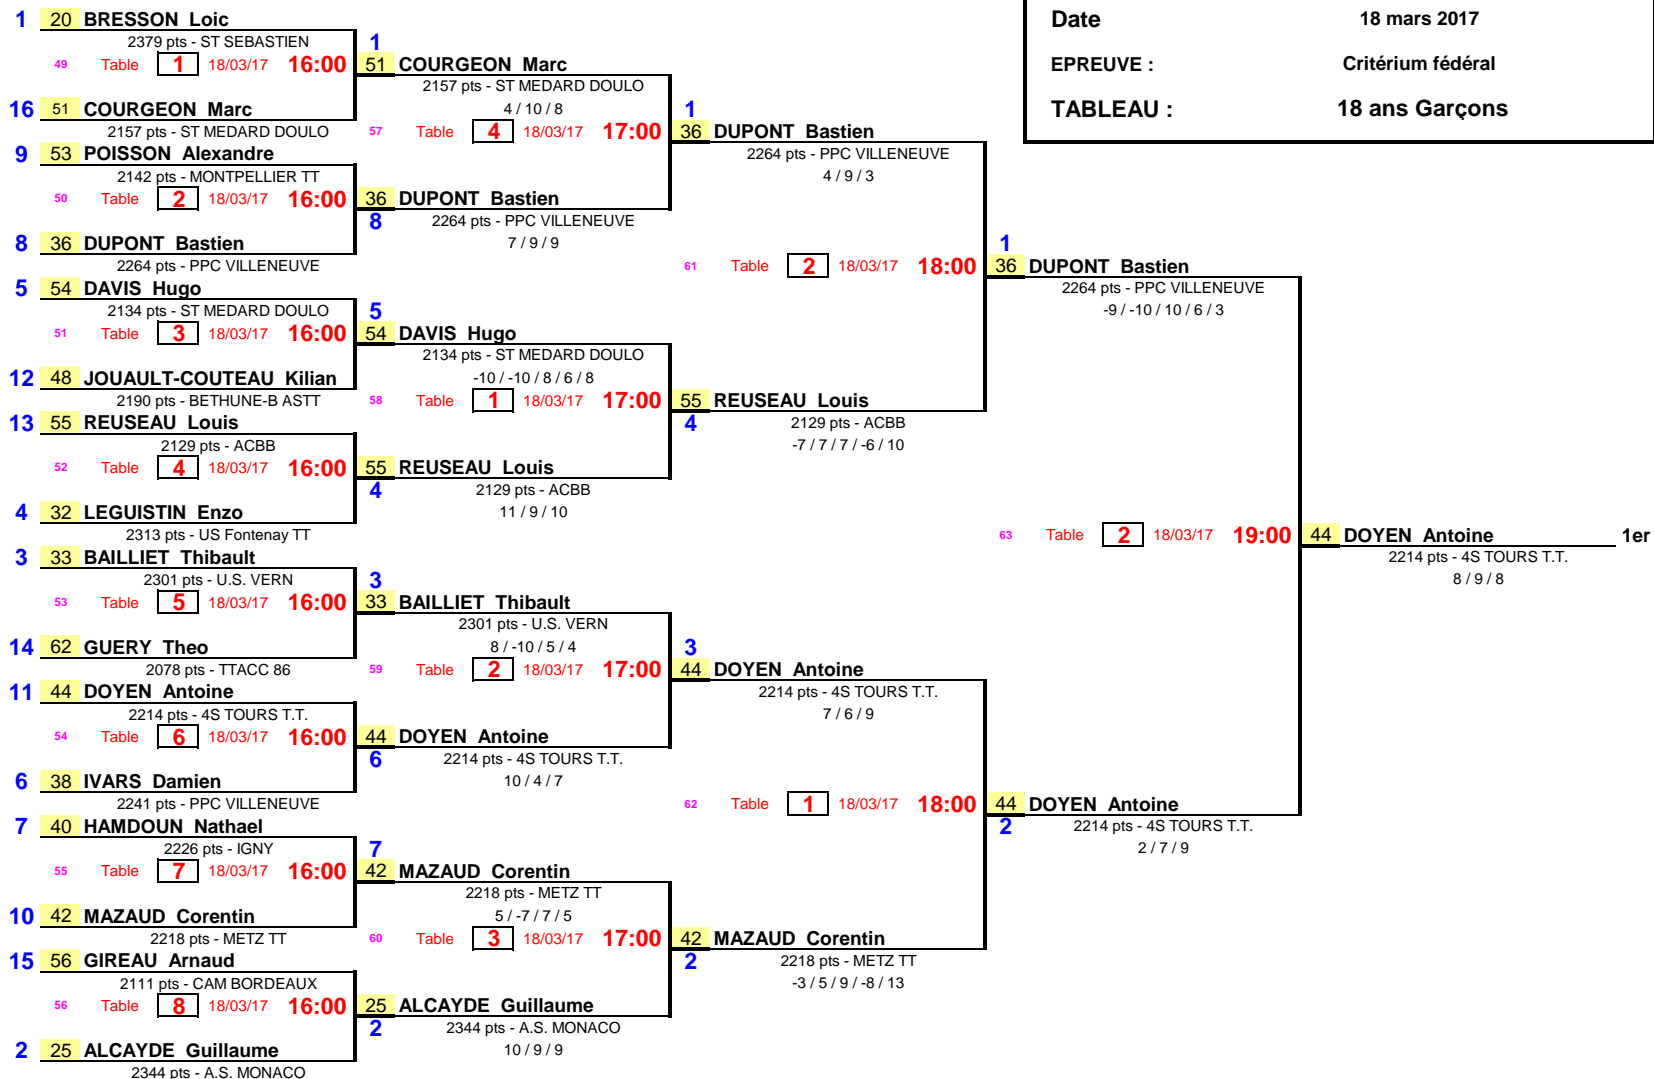 Date 18 mars 2017
EPREUVE : Critérium fédéral
TABLEAU : 18 ans Garçons
1 20 BRESSON Loic
2379 pts - ST SEBASTIEN
49 Table 1 18/03/17 16:00
16 51 COURGEON Marc
2157 pts - ST MEDARD DOULO
9 53 POISSON Alexandre
2142 pts - MONTPELLIER TT
50 Table 2 18/03/17 16:00
8 36 DUPONT Bastien
2264 pts - PPC VILLENEUVE
5 54 DAVIS Hugo
2134 pts - ST MEDARD DOULO
51 Table 3 18/03/17 16:00
12 48 JOUAULT-COUTEAU Kilian
2190 pts - BETHUNE-B ASTT
13 55 REUSEAU Louis
2129 pts - ACBB
52 Table 4 18/03/17 16:00
4 32 LEGUISTIN Enzo
2313 pts - US Fontenay TT
3 33 BAILLIET Thibault
2301 pts - U.S. VERN
53 Table 5 18/03/17 16:00
14 62 GUERY Theo
2078 pts - TTACC 86
11 44 DOYEN Antoine
2214 pts - 4S TOURS T.T.
54 Table 6 18/03/17 16:00
6 38 IVARS Damien
2241 pts - PPC VILLENEUVE
7 40 HAMDOUN Nathael
2226 pts - IGNY
55 Table 7 18/03/17 16:00
10 42 MAZAUD Corentin
2218 pts - METZ TT
15 56 GIREAU Arnaud
2111 pts - CAM BORDEAUX
56 Table 8 18/03/17 16:00
2 25 ALCAYDE Guillaume
2344 pts - A.S. MONACO
1
51 COURGEON Marc
2157 pts - ST MEDARD DOULO
4 / 10 / 8
57 Table 4 18/03/17 17:00
36 DUPONT Bastien
8
2264 pts - PPC VILLENEUVE
7 / 9 / 9
5
54 DAVIS Hugo
2134 pts - ST MEDARD DOULO
-10 / -10 / 8 / 6 / 8
58 Table 1 18/03/17 17:00
55 REUSEAU Louis
4
2129 pts - ACBB
11 / 9 / 10
3
33 BAILLIET Thibault
2301 pts - U.S. VERN
8 / -10 / 5 / 4
59 Table 2 18/03/17 17:00
44 DOYEN Antoine
6
2214 pts - 4S TOURS T.T.
10 / 4 / 7
7
42 MAZAUD Corentin
2218 pts - METZ TT
5 / -7 / 7 / 5
60 Table 3 18/03/17 17:00
25 ALCAYDE Guillaume
2
2344 pts - A.S. MONACO
10 / 9 / 9
1
36 DUPONT Bastien
2264 pts - PPC VILLENEUVE
4 / 9 / 3
61 Table 2 18/03/17 18:00
55 REUSEAU Louis
4
2129 pts - ACBB
-7 / 7 / 7 / -6 / 10
3
44 DOYEN Antoine
2214 pts - 4S TOURS T.T.
7 / 6 / 9
62 Table 1 18/03/17 18:00
42 MAZAUD Corentin
2
2218 pts - METZ TT
-3 / 5 / 9 / -8 / 13
1
36 DUPONT Bastien
2264 pts - PPC VILLENEUVE
-9 / -10 / 10 / 6 / 3
63 Table 2 18/03/17 19:00
44 DOYEN Antoine
2
2214 pts - 4S TOURS T.T.
2 / 7 / 9
44 DOYEN Antoine 1er
2214 pts - 4S TOURS T.T.
8 / 9 / 8